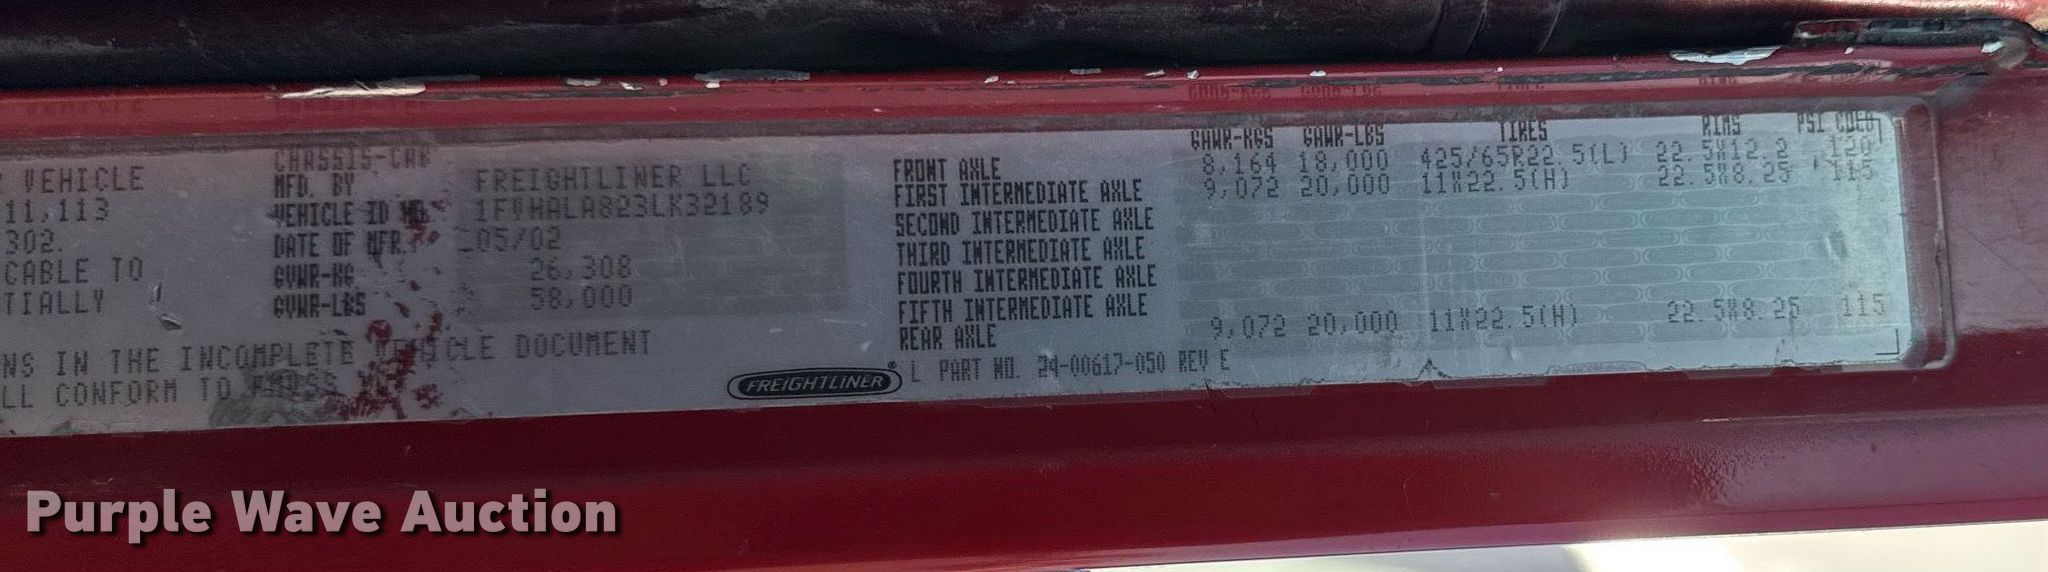 VEHICLE
11,113
302.
CABLE TO
TIALLY
NS IN THE INCOMPLETE VEHICLE DOCUMENT
LL CONFORM TO
CHASSIS-CAB
MFD. BY FREIGHTLINER LLC
VEHICLE ID NO. 1FVHALA823LK32189
DATE OF MFR. 05/02
GVWR-KG 26,308
GVWR-LBS 58,000
GAWR-KGS GAWR-LBS TIRES RIMS PSI COLD
FRONT AXLE 8,164 18,000 425/65R22.5(L) 22.5X12.2 120
FIRST INTERMEDIATE AXLE 9,072 20,000 11X22.5(H) 22.5X8.25 115
SECOND INTERMEDIATE AXLE
THIRD INTERMEDIATE AXLE
FOURTH INTERMEDIATE AXLE
FIFTH INTERMEDIATE AXLE
REAR AXLE 9,072 20,000 11X22.5(H) 22.5X8.25 115
FREIGHTLINER® L PART NO. 24-00617-050 REV E
Purple Wave Auction